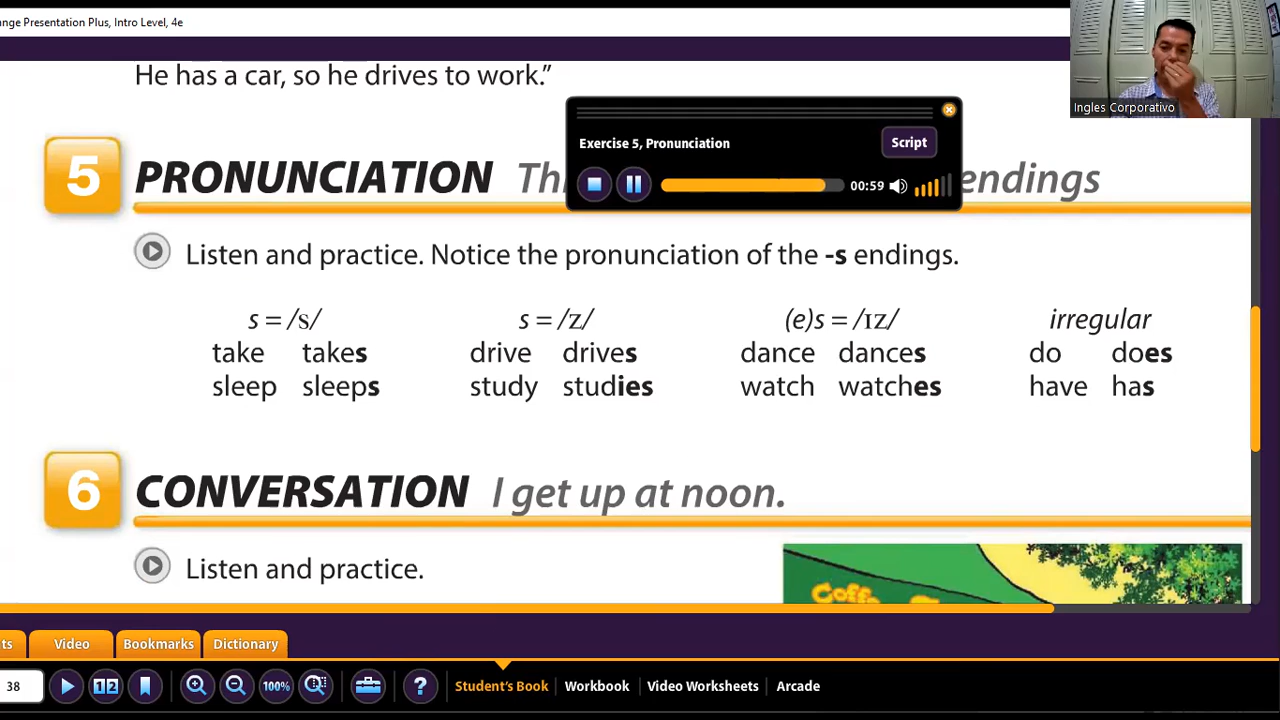 nge Presentation Plus, Intro Level, 4e
Ingles Corporativo
He has a car, so he drives to work.”
Exercise 5, Pronunciation
Script
00:59
5 PRONUNCIATION endings
Listen and practice. Notice the pronunciation of the -s endings.
s = /s/ s = /z/ (e)s = /ɪz/ irregular
take takes drive drives dance dances do does
sleep sleeps study studies watch watches have has
6 CONVERSATION I get up at noon.
Listen and practice.
ts Video Bookmarks Dictionary
38 12 100% ? Student’s Book Workbook Video Worksheets Arcade